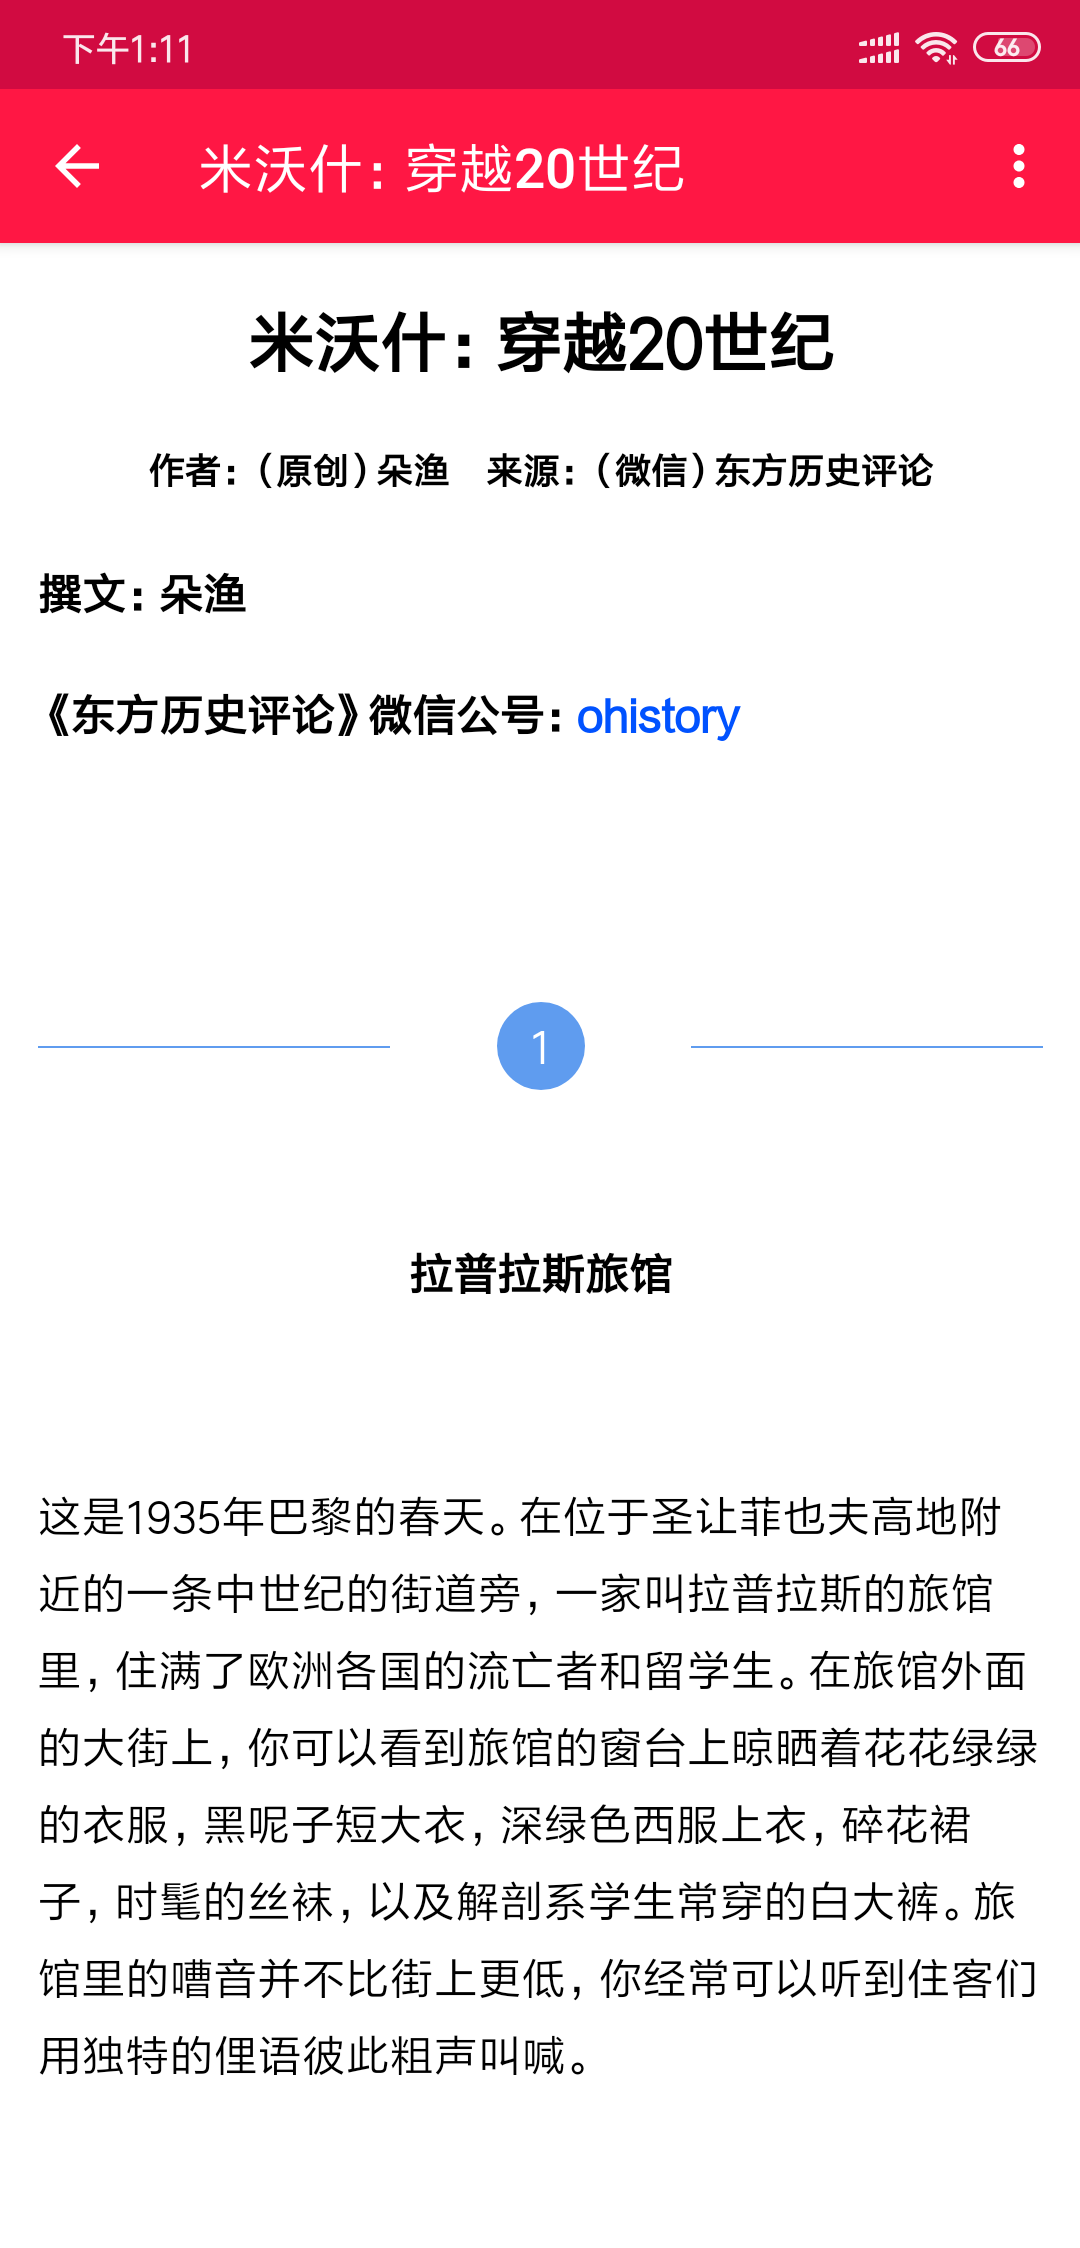 下午1:11
66
米沃什：穿越20世纪
米沃什：穿越20世纪
作者：（原创）朵渔 来源：（微信）东方历史评论
撰文：朵渔
《东方历史评论》微信公号：ohistory
1
拉普拉斯旅馆
这是1935年巴黎的春天。在位于圣让菲也夫高地附
近的一条中世纪的街道旁，一家叫拉普拉斯的旅馆
里，住满了欧洲各国的流亡者和留学生。在旅馆外面
的大街上，你可以看到旅馆的窗台上晾晒着花花绿绿
的衣服，黑呢子短大衣，深绿色西服上衣，碎花裙
子，时髦的丝袜，以及解剖系学生常穿的白大裤。旅
馆里的嘈音并不比街上更低，你经常可以听到住客们
用独特的俚语彼此粗声叫喊。